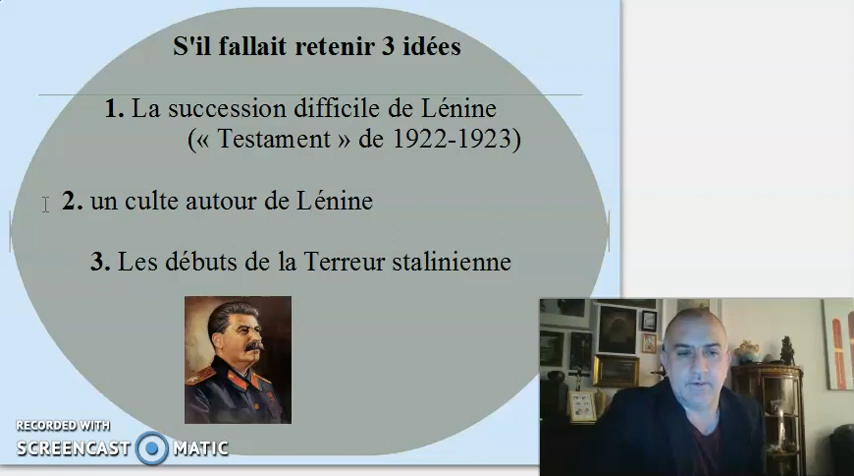 S'il fallait retenir 3 idées
1. La succession difficile de Lénine
(« Testament » de 1922-1923)
2. un culte autour de Lénine
3. Les débuts de la Terreur stalinienne
RECORDED WITH
SCREENCAST MATIC